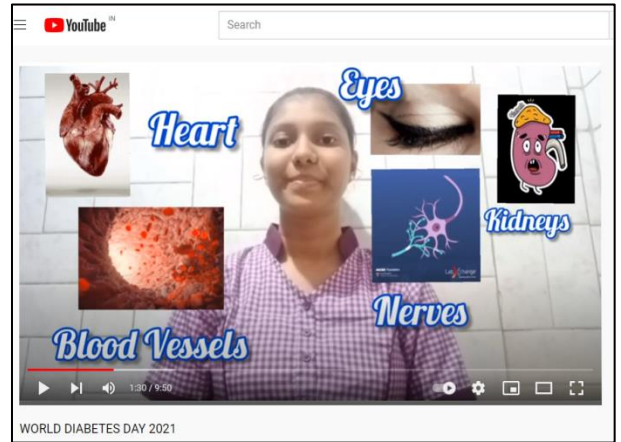 YouTube IN
Search
Heart
Eyes
Kidneys
Nerves
Blood Vessels
1:30 / 9:50
WORLD DIABETES DAY 2021